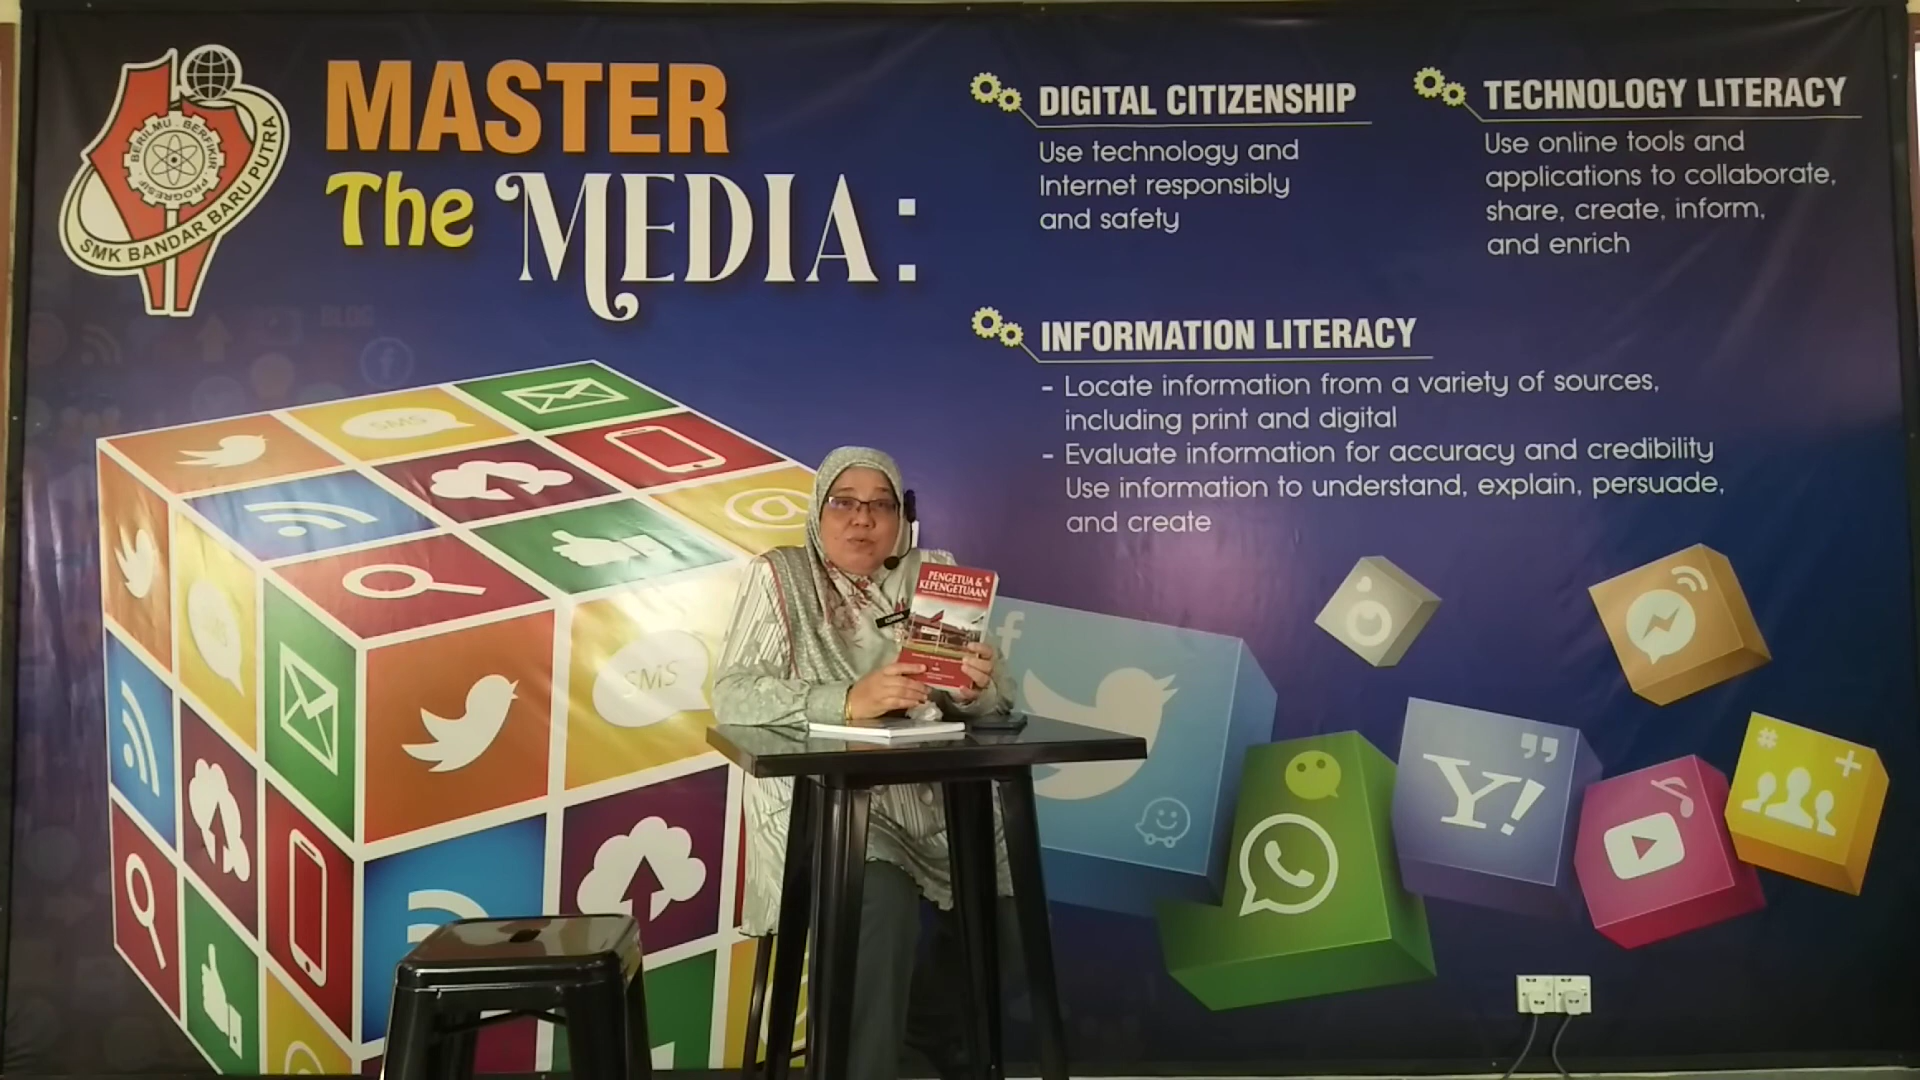 BERILMU . BERFIKIR . PROGRESIF
SMK BANDAR BARU PUTRA
MASTER
The MEDIA:
BLOG
DIGITAL CITIZENSHIP
Use technology and
Internet responsibly
and safety
TECHNOLOGY LITERACY
Use online tools and
applications to collaborate,
share, create, inform,
and enrich
INFORMATION LITERACY
- Locate information from a variety of sources,
including print and digital
- Evaluate information for accuracy and credibility
Use information to understand, explain, persuade,
and create
SMS
@
SMS
SMS
f
Y!
#
+
PENGETUA &
KEPENGETUAAN